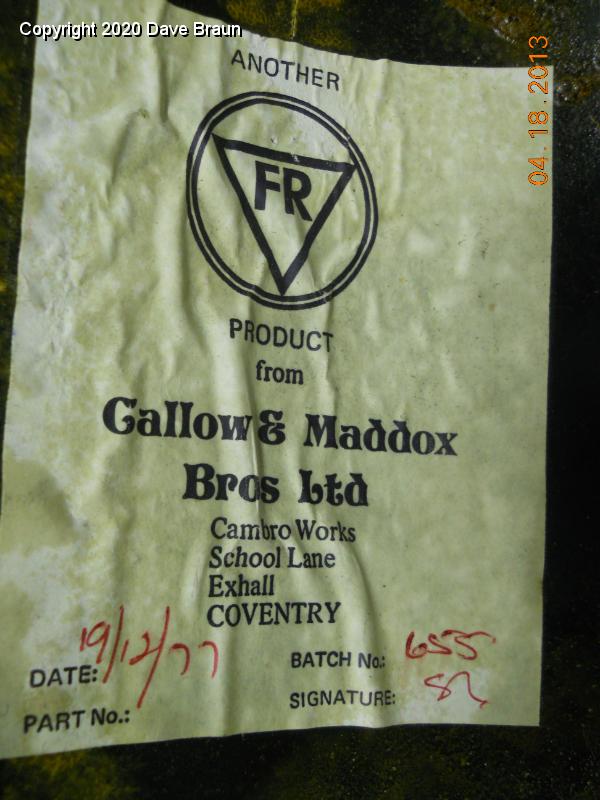 Copyright 2020 Dave Braun
04.18.2013
ANOTHER
FR
PRODUCT
from
Callow & Maddox
Bros Ltd
Cambro Works
School Lane
Exhall
COVENTRY
DATE: 19/12/77
BATCH No.: 655
SIGNATURE:
PART No.: